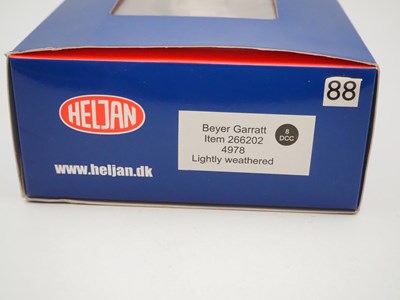 88
HELJAN
www.heljan.dk
Beyer Garratt
Item 266202
4978
Lightly weathered
8
DCC